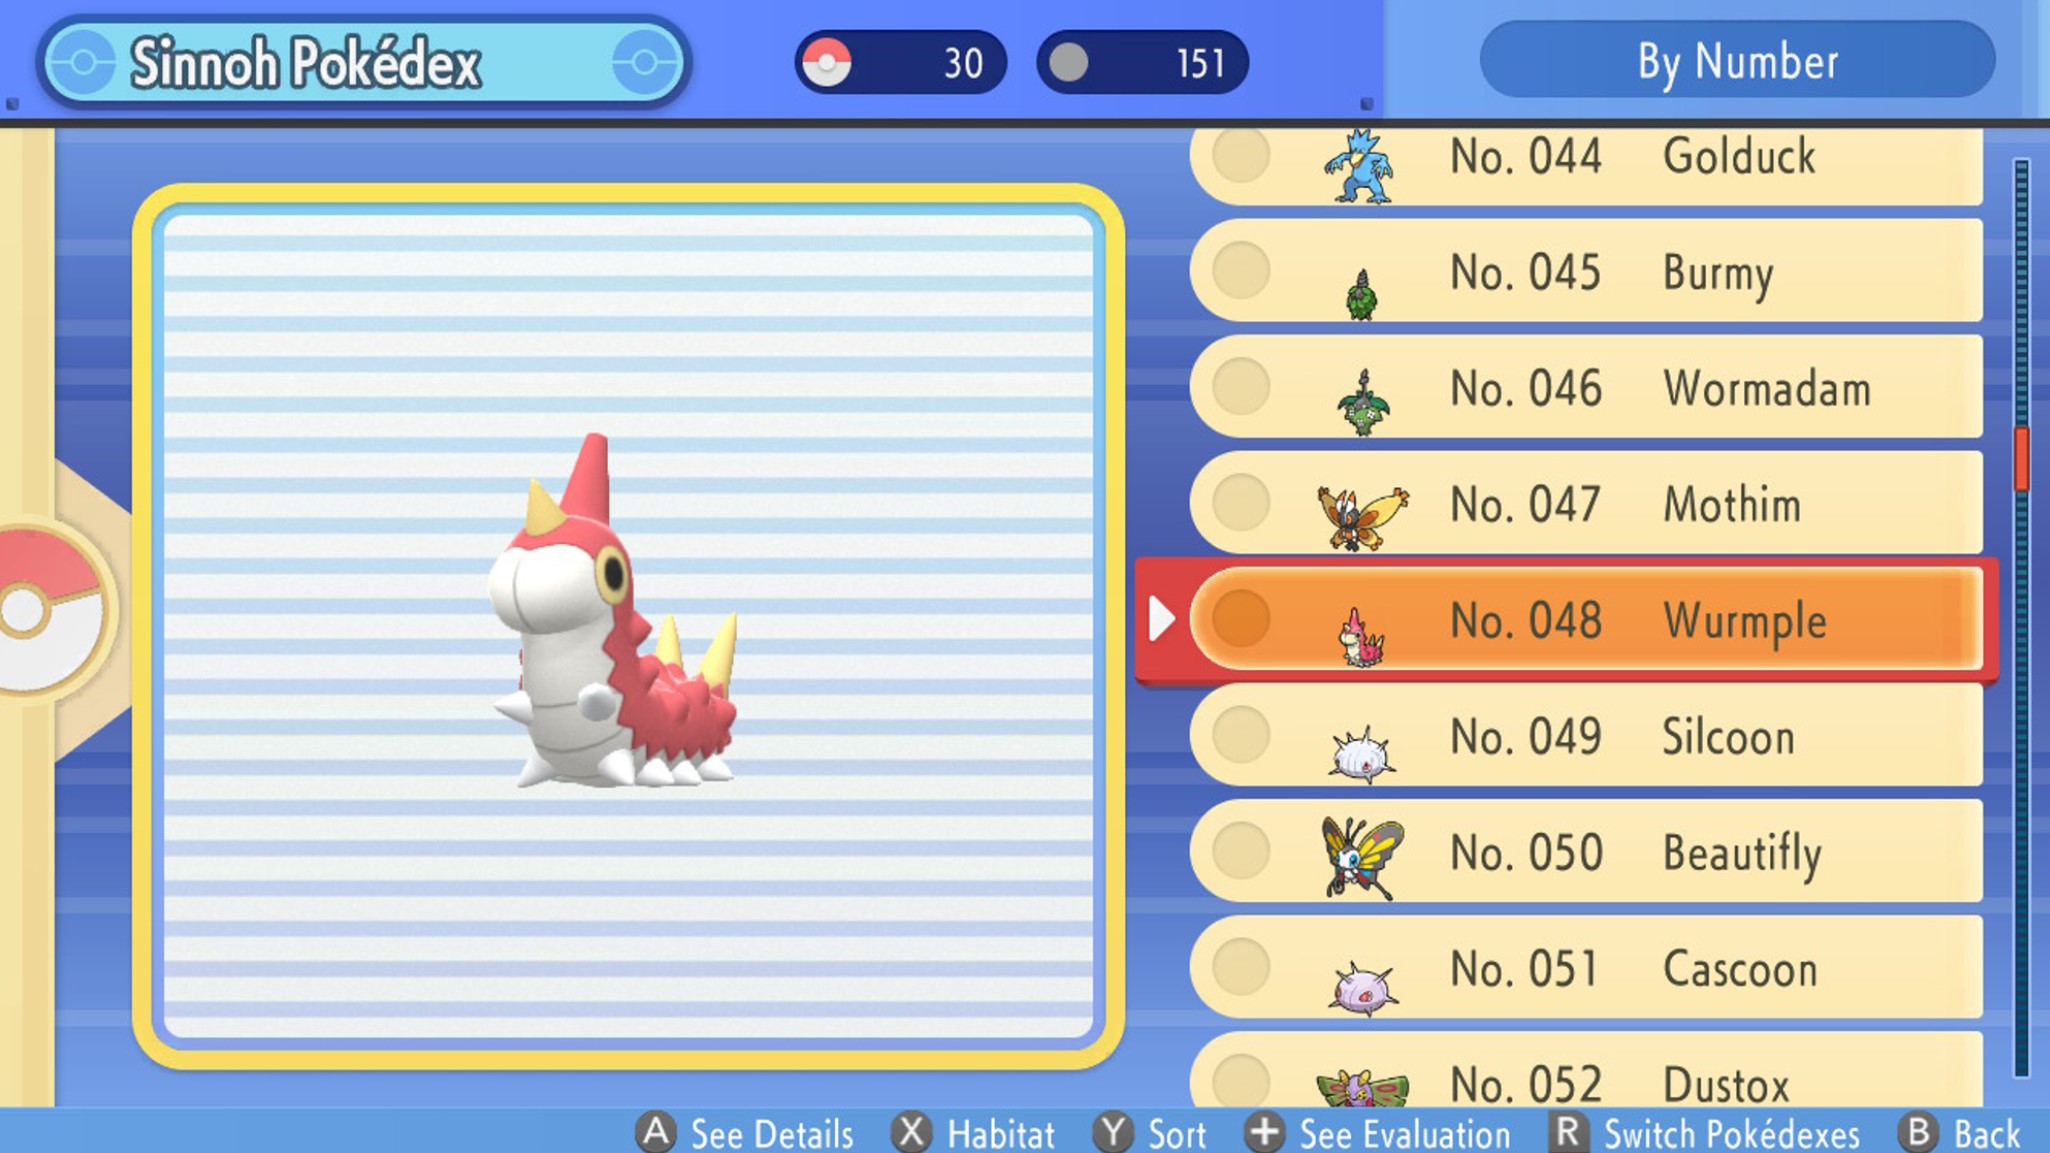 Sinnoh Pokédex
30
151
By Number
No. 044 Golduck
No. 045 Burmy
No. 046 Wormadam
No. 047 Mothim
No. 048 Wurmple
No. 049 Silcoon
No. 050 Beautifly
No. 051 Cascoon
No. 052 Dustox
A See Details X Habitat Y Sort + See Evaluation R Switch Pokédexes B Back